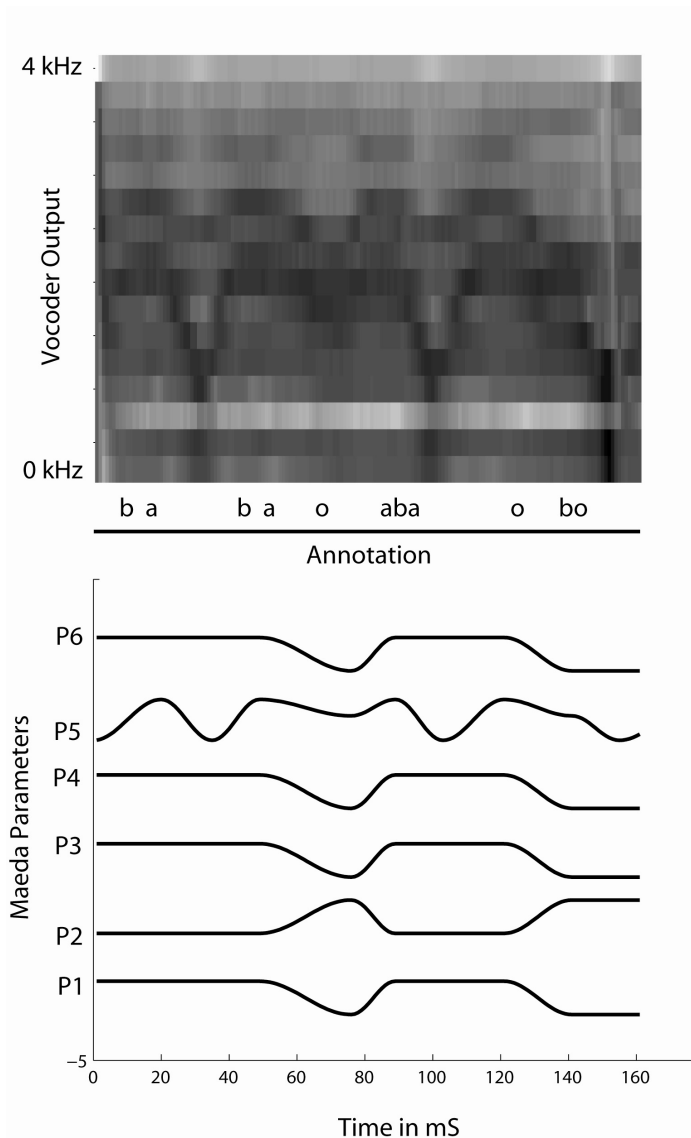 4 kHz
Vocoder Output
0 kHz
b a b a o aba o bo
Annotation
P6
P5
P4
P3
P2
P1
Maeda Parameters
−5
0 20 40 60 80 100 120 140 160
Time in mS